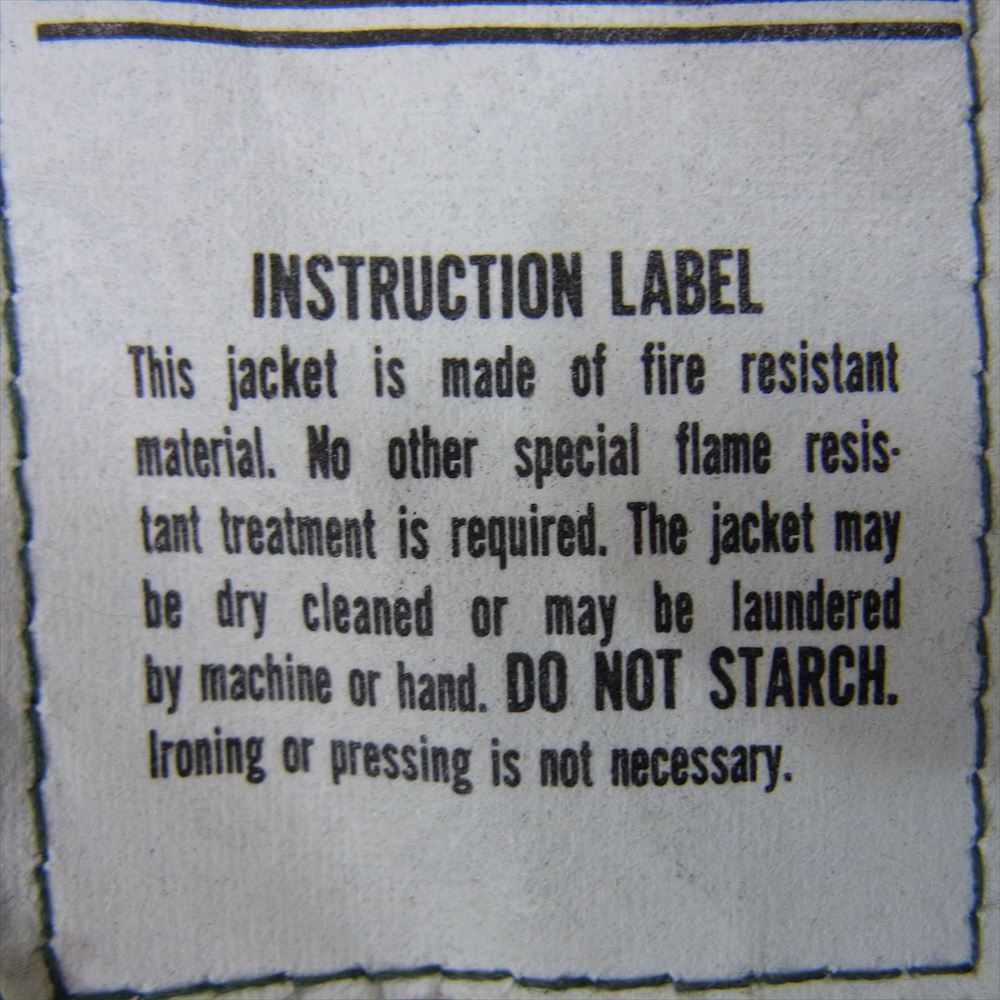 INSTRUCTION LABEL
This jacket is made of fire resistant
material. No other special flame resis-
tant treatment is required. The jacket may
be dry cleaned or may be laundered
by machine or hand. DO NOT STARCH.
Ironing or pressing is not necessary.